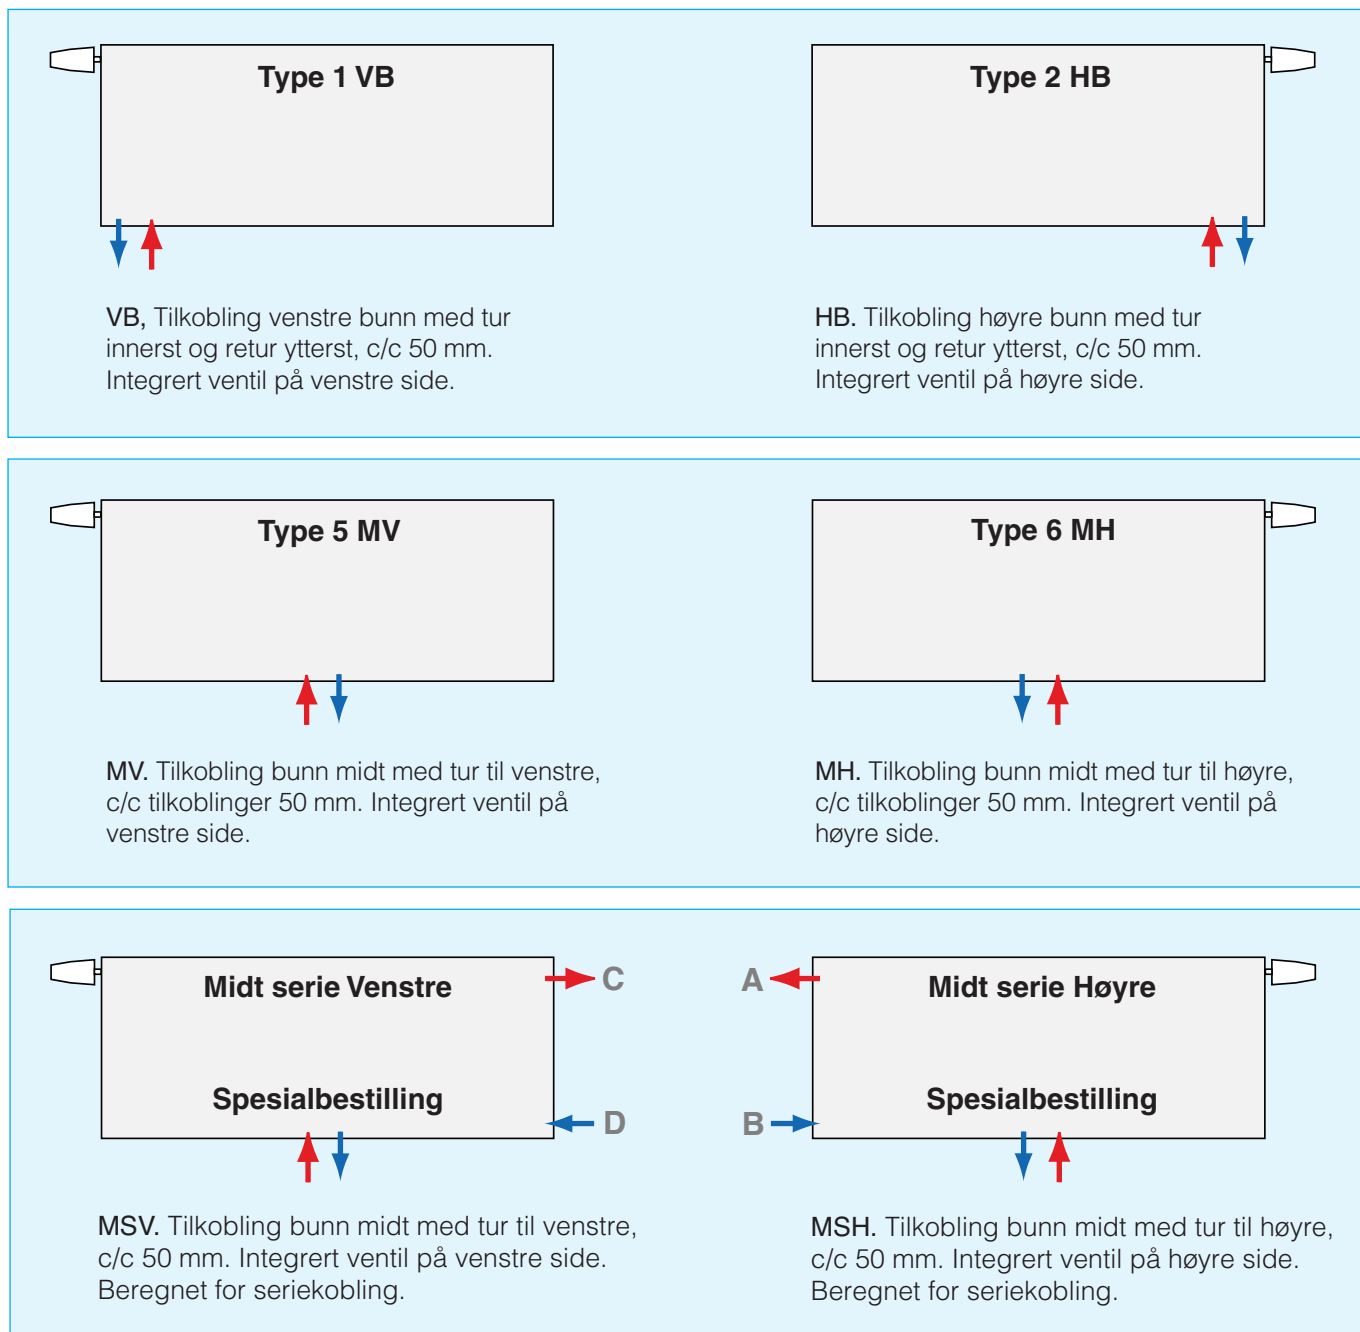 Type 1 VB
VB, Tilkobling venstre bunn med tur
innerst og retur ytterst, c/c 50 mm.
Integrert ventil på venstre side.
Type 2 HB
HB. Tilkobling høyre bunn med tur
innerst og retur ytterst, c/c 50 mm.
Integrert ventil på høyre side.
Type 5 MV
MV. Tilkobling bunn midt med tur til venstre,
c/c tilkoblinger 50 mm. Integrert ventil på
venstre side.
Type 6 MH
MH. Tilkobling bunn midt med tur til høyre,
c/c tilkoblinger 50 mm. Integrert ventil på
høyre side.
Midt serie Venstre
C
Spesialbestilling
D
MSV. Tilkobling bunn midt med tur til venstre,
c/c 50 mm. Integrert ventil på venstre side.
Beregnet for seriekobling.
A
Midt serie Høyre
B
Spesialbestilling
MSH. Tilkobling bunn midt med tur til høyre,
c/c 50 mm. Integrert ventil på høyre side.
Beregnet for seriekobling.